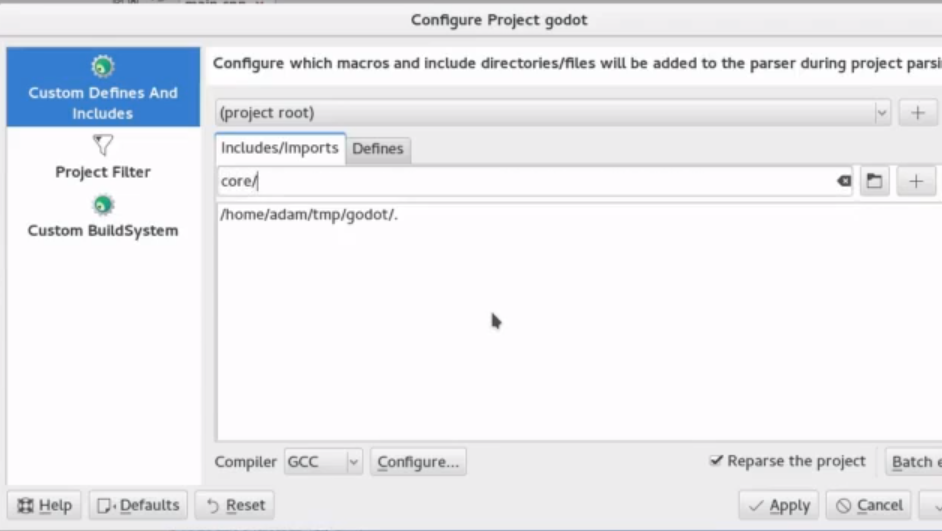 Configure Project godot
Custom Defines And
Includes
Project Filter
Custom BuildSystem
Configure which macros and include directories/files will be added to the parser during project
(project root)
Includes/Imports Defines
core/
/home/adam/tmp/godot/.
Compiler GCC Configure... Reparse the project Batch
Help Defaults Reset Apply Cancel